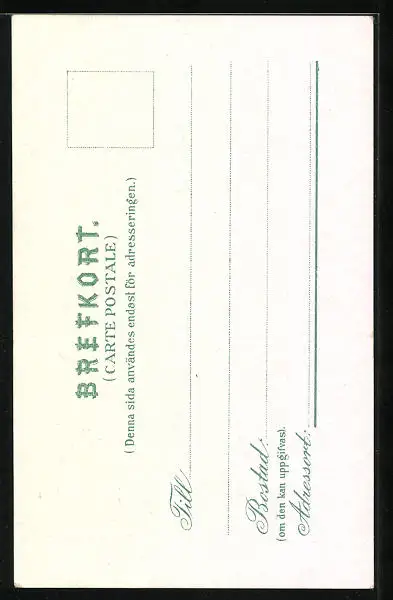 BREFKORT.
(CARTE POSTALE)
(Denna sida användes endast för adresseringen.)
Till
Bostad:
(om den kan uppgifvas).
Adressort: